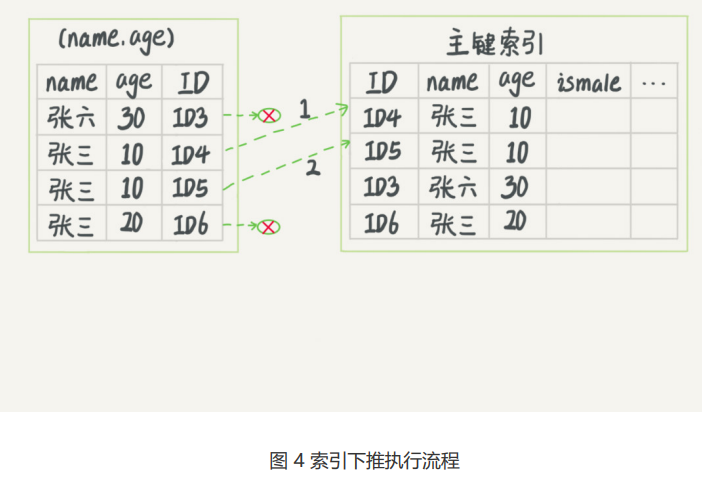 (name.age)
name age ID
张六 30 ID3
张三 10 ID4
张三 10 ID5
张三 20 ID6
1
2
主键索引
ID name age ismale ...
ID4 张三 10
ID5 张三 10
ID3 张六 30
ID6 张三 20
图 4 索引下推执行流程